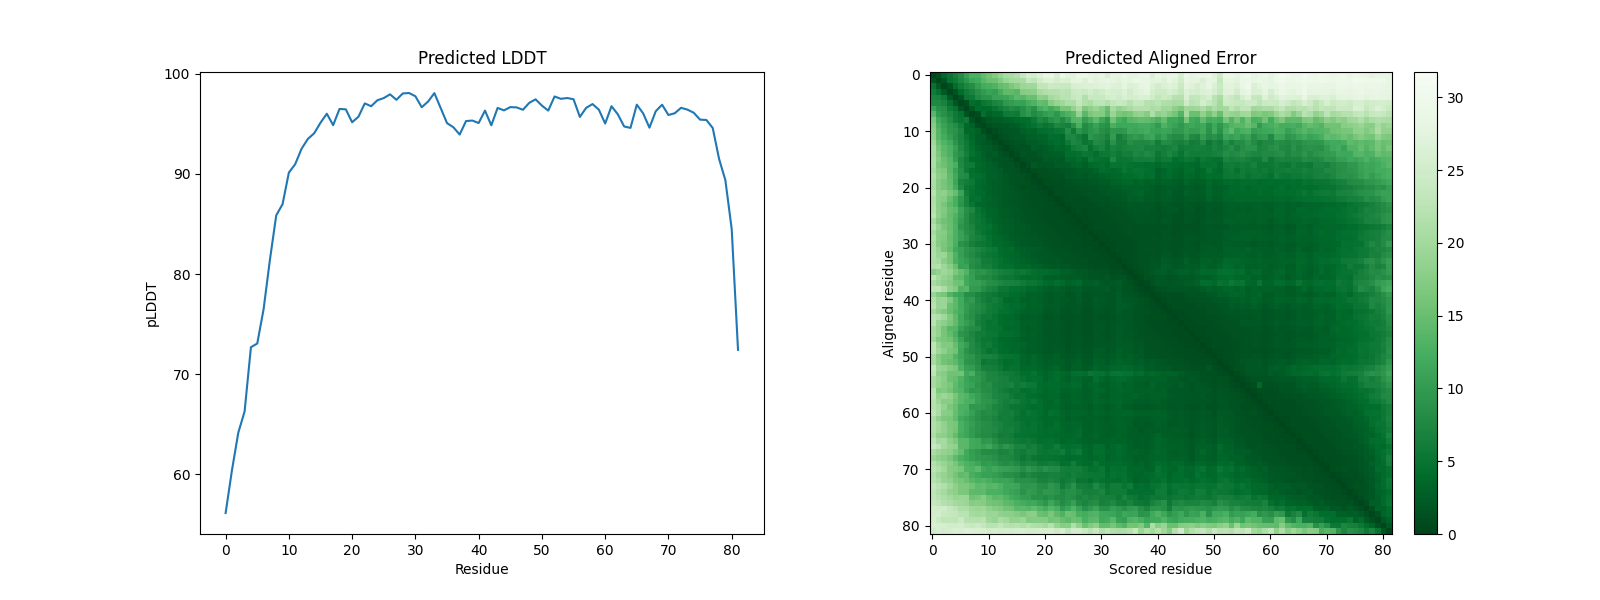 Predicted LDDT
100
90
80
70
60
pLDDT
0 10 20 30 40 50 60 70 80
Residue
Predicted Aligned Error
0
10
20
30
40
50
60
70
80
Aligned residue
0 10 20 30 40 50 60 70 80
Scored residue
30
25
20
15
10
5
0